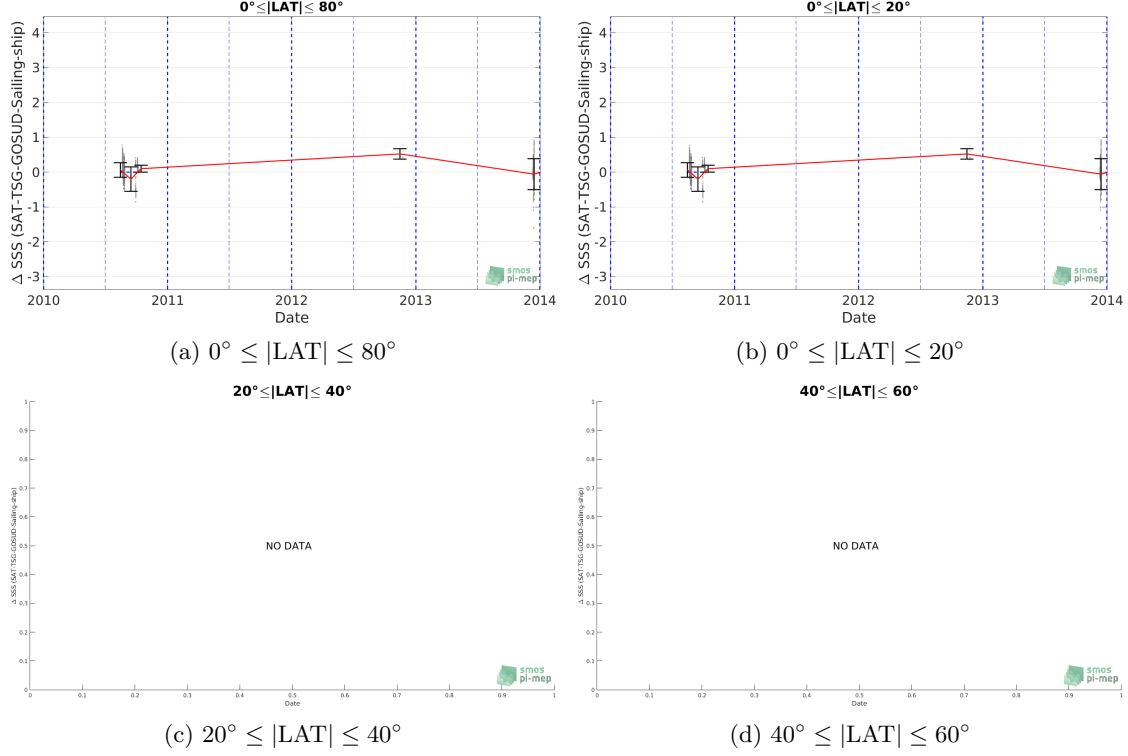 0°≤|LAT|≤ 80°
Δ SSS (SAT-TSG-GOSUD-Sailing-ship)
4
3
2
1
0
-1
-2
-3
2010 2011 2012 2013 2014
Date
smos
pi-mep
(a) 0° ≤ |LAT| ≤ 80°
0°≤|LAT|≤ 20°
Δ SSS (SAT-TSG-GOSUD-Sailing-ship)
4
3
2
1
0
-1
-2
-3
2010 2011 2012 2013 2014
Date
smos
pi-mep
(b) 0° ≤ |LAT| ≤ 20°
20°≤|LAT|≤ 40°
Δ SSS (SAT-TSG-GOSUD-Sailing-ship)
1
0.9
0.8
0.7
0.6
0.5
0.4
0.3
0.2
0.1
0
NO DATA
0 0.1 0.2 0.3 0.4 0.5 0.6 0.7 0.8 0.9 1
Date
smos
pi-mep
(c) 20° ≤ |LAT| ≤ 40°
40°≤|LAT|≤ 60°
Δ SSS (SAT-TSG-GOSUD-Sailing-ship)
1
0.9
0.8
0.7
0.6
0.5
0.4
0.3
0.2
0.1
0
NO DATA
0 0.1 0.2 0.3 0.4 0.5 0.6 0.7 0.8 0.9 1
Date
smos
pi-mep
(d) 40° ≤ |LAT| ≤ 60°